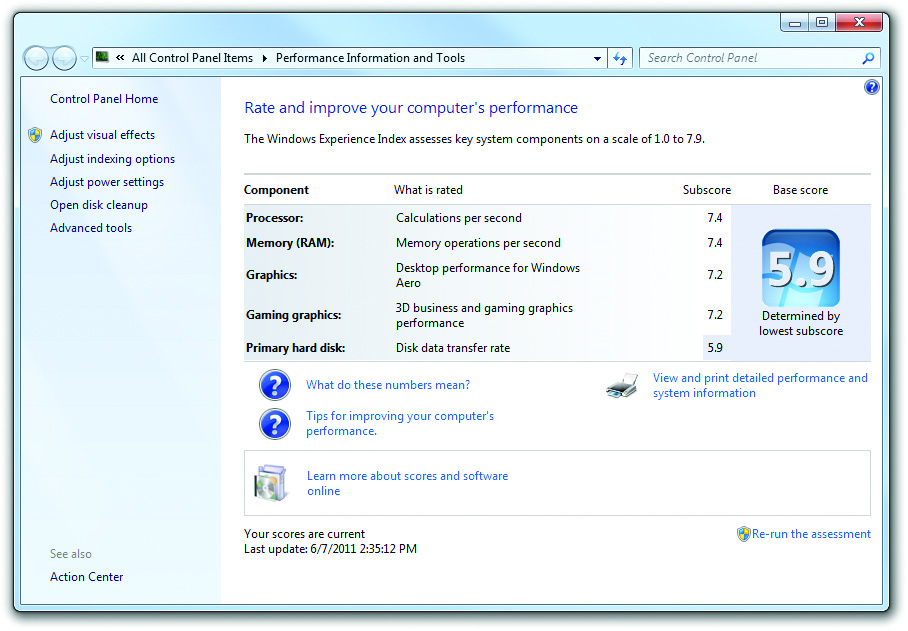 « All Control Panel Items ▸ Performance Information and Tools
Search Control Panel
Control Panel Home
Adjust visual effects
Adjust indexing options
Adjust power settings
Open disk cleanup
Advanced tools
See also
Action Center
Rate and improve your computer's performance
The Windows Experience Index assesses key system components on a scale of 1.0 to 7.9.
Component What is rated Subscore Base score
Processor: Calculations per second 7.4
Memory (RAM): Memory operations per second 7.4
Graphics: Desktop performance for Windows
Aero 7.2
Gaming graphics: 3D business and gaming graphics
performance 7.2
Primary hard disk: Disk data transfer rate 5.9
5.9
Determined by
lowest subscore
What do these numbers mean?
Tips for improving your computer's
performance.
View and print detailed performance and
system information
Learn more about scores and software
online
Your scores are current
Last update: 6/7/2011 2:35:12 PM
Re-run the assessment